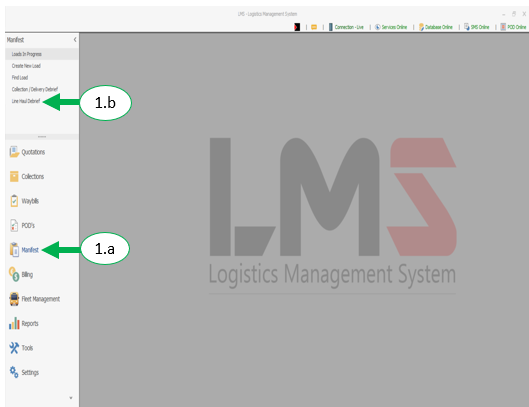 LMS - Logistics Management System
Connection - Live | Services Online | Database Online | SMS Online | POD Online
Manifest
Loads In Progress
Create New Load
Find Load
Collection / Delivery Debrief
Line Haul Debrief
1.b
Quotations
Collections
Waybills
POD's
Manifest
1.a
Billing
Fleet Management
Reports
Tools
Settings
LMS
Logistics Management System